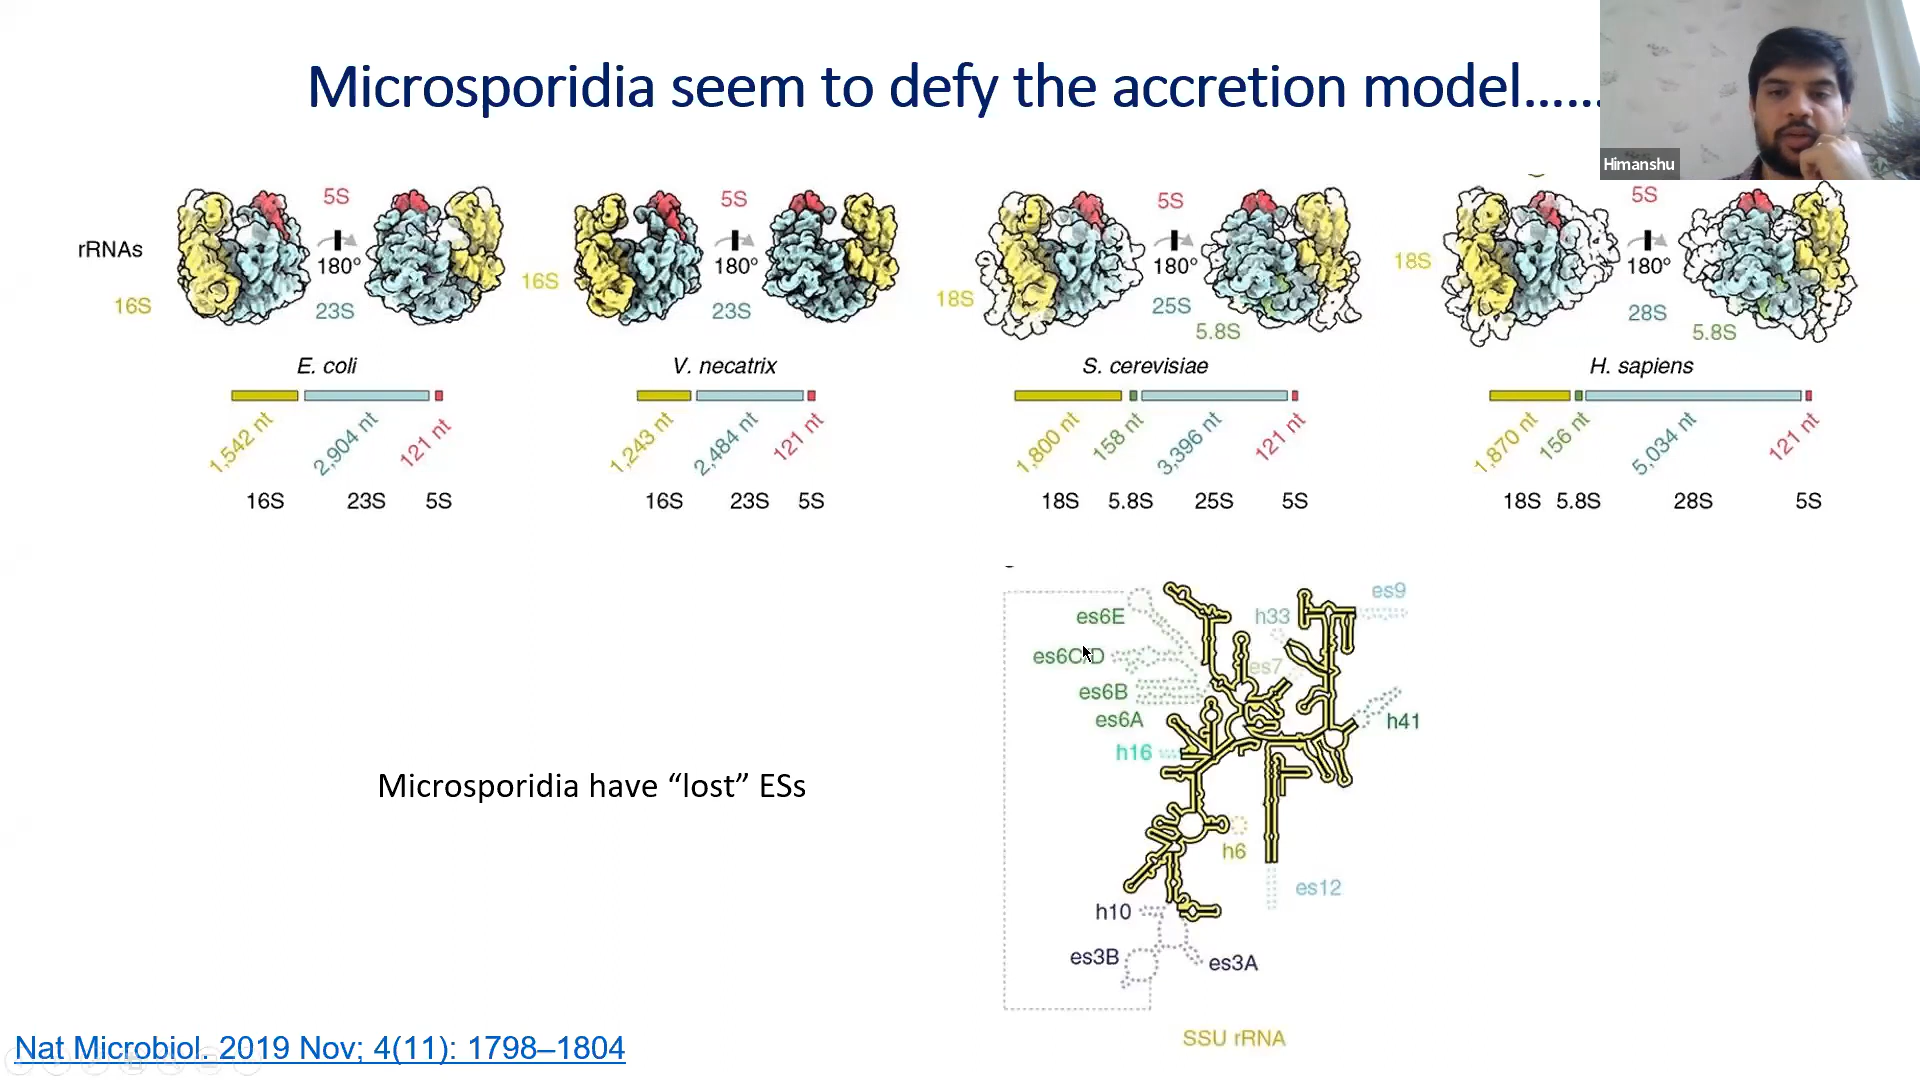 Microsporidia seem to defy the accretion model......
Himanshu
rRNAs
16S
5S
180°
23S
16S
5S
180°
23S
18S
5S
180°
25S
5.8S
18S
5S
180°
28S
5.8S
E. coli
V. necatrix
S. cerevisiae
H. sapiens
1,542 nt
2,904 nt
121 nt
1,243 nt
2,484 nt
121 nt
1,800 nt
158 nt
3,396 nt
121 nt
1,870 nt
156 nt
5,034 nt
121 nt
16S 23S 5S
16S 23S 5S
18S 5.8S 25S 5S
18S 5.8S 28S 5S
es9
es6E
h33
es6C/D
es7
es6B
es6A
h41
h16
Microsporidia have “lost” ESs
h6
es12
h10
es3B
es3A
SSU rRNA
Nat Microbiol. 2019 Nov; 4(11): 1798–1804